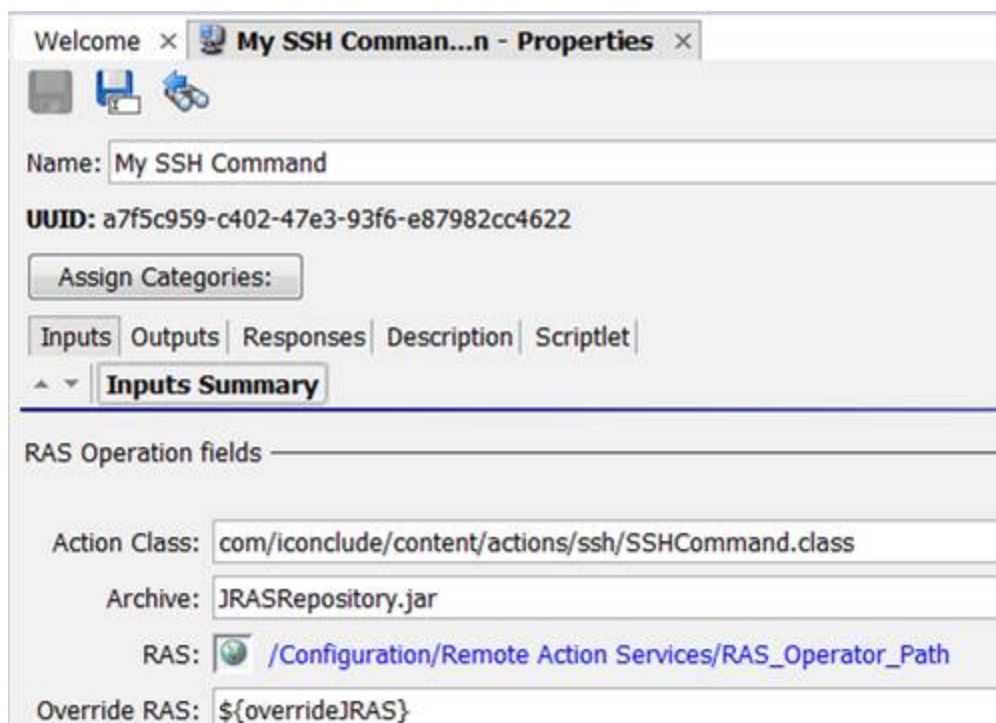 Welcome × My SSH Comman...n - Properties ×
Name: My SSH Command
UUID: a7f5c959-c402-47e3-93f6-e87982cc4622
Assign Categories:
Inputs Outputs Responses Description Scriptlet
Inputs Summary
RAS Operation fields
Action Class: com/iconclude/content/actions/ssh/SSHCommand.class
Archive: JRASRepository.jar
RAS: /Configuration/Remote Action Services/RAS_Operator_Path
Override RAS: ${overrideJRAS}